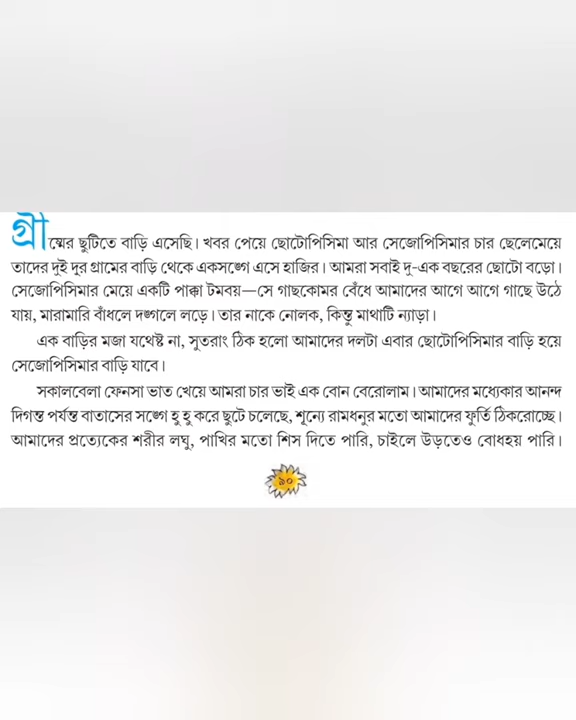 গ্রীষ্মের ছুটিতে বাড়ি এসেছি। খবর পেয়ে ছোটোপিসিমা আর সেজোপিসিমার চার ছেলেমেয়ে
তাদের দুই দূর গ্রামের বাড়ি থেকে একসঙ্গে এসে হাজির। আমরা সবাই দু-এক বছরের ছোটো বড়ো।
সেজোপিসিমার মেয়ে একটি পাক্কা টমবয়—সে গাছকোমর বেঁধে আমাদের আগে আগে গাছে উঠে
যায়, মারামারি বাঁধলে দঙ্গলে লড়ে। তার নাকে নোলক, কিন্তু মাথাটি ন্যাড়া।
এক বাড়ির মজা যথেষ্ট না, সুতরাং ঠিক হলো আমাদের দলটা এবার ছোটোপিসিমার বাড়ি হয়ে
সেজোপিসিমার বাড়ি যাবে।
সকালবেলা ফেনসা ভাত খেয়ে আমরা চার ভাই এক বোন বেরোলাম। আমাদের মধ্যেকার আনন্দ
দিগন্ত পর্যন্ত বাতাসের সঙ্গে হু হু করে ছুটে চলেছে, শূন্যে রামধনুর মতো আমাদের ফুর্তি ঠিকরোচ্ছে।
আমাদের প্রত্যেকের শরীর লঘু, পাখির মতো শিস দিতে পারি, চাইলে উড়তেও বোধহয় পারি।
৯০